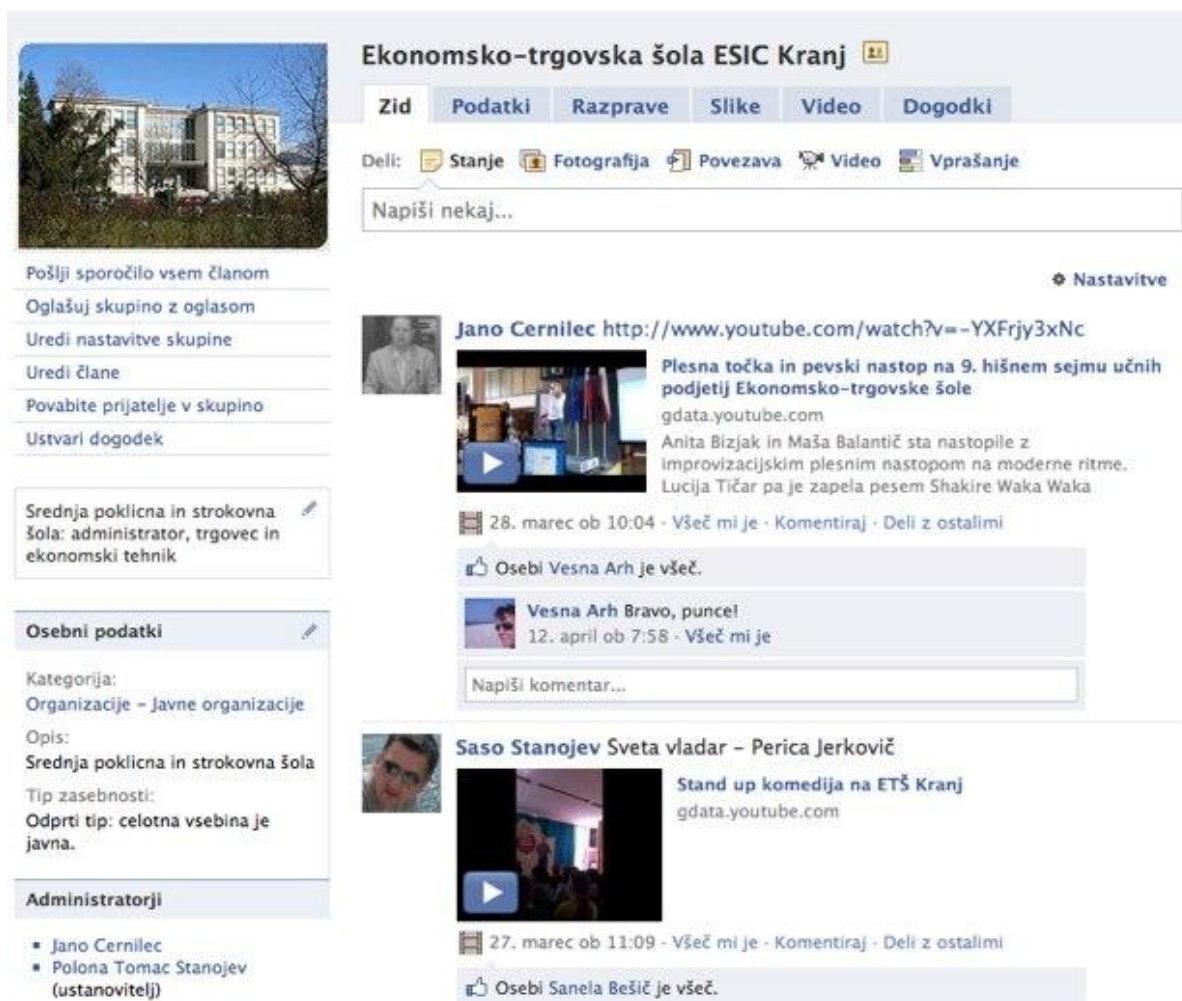 Ekonomsko-trgovska šola ESIC Kranj
Zid Podatki Razprave Slike Video Dogodki
Deli: Stanje Fotografija Povezava Video Vprašanje
Napiši nekaj...
Nastavitve
Pošlji sporočilo vsem članom
Oglašuj skupino z oglasom
Uredi nastavitve skupine
Uredi člane
Povabite prijatelje v skupino
Ustvari dogodek
Srednja poklicna in strokovna
šola: administrator, trgovec in
ekonomski tehnik
Osebni podatki
Kategorija:
Organizacije – Javne organizacije
Opis:
Srednja poklicna in strokovna šola
Tip zasebnosti:
Odprti tip: celotna vsebina je
javna.
Administratorji
Jano Cernilec
Polona Tomac Stanojev
(ustanovitelj)
Jano Cernilec http://www.youtube.com/watch?v=-YXFrjy3xNc
Plesna točka in pevski nastop na 9. hišnem sejmu učnih
podjetij Ekonomsko-trgovske šole
gdata.youtube.com
Anita Bizjak in Maša Balantič sta nastopile z
improvizacijskim plesnim nastopom na moderne ritme.
Lucija Tičar pa je zapela pesem Shakire Waka Waka
28. marec ob 10:04 · Všeč mi je · Komentiraj · Deli z ostalimi
Osebi Vesna Arh je všeč.
Vesna Arh Bravo, punce!
12. april ob 7:58 · Všeč mi je
Napiši komentar...
Saso Stanojev Sveta vladar – Perica Jerkovič
Stand up komedija na ETŠ Kranj
gdata.youtube.com
27. marec ob 11:09 · Všeč mi je · Komentiraj · Deli z ostalimi
Osebi Sanela Bešič je všeč.